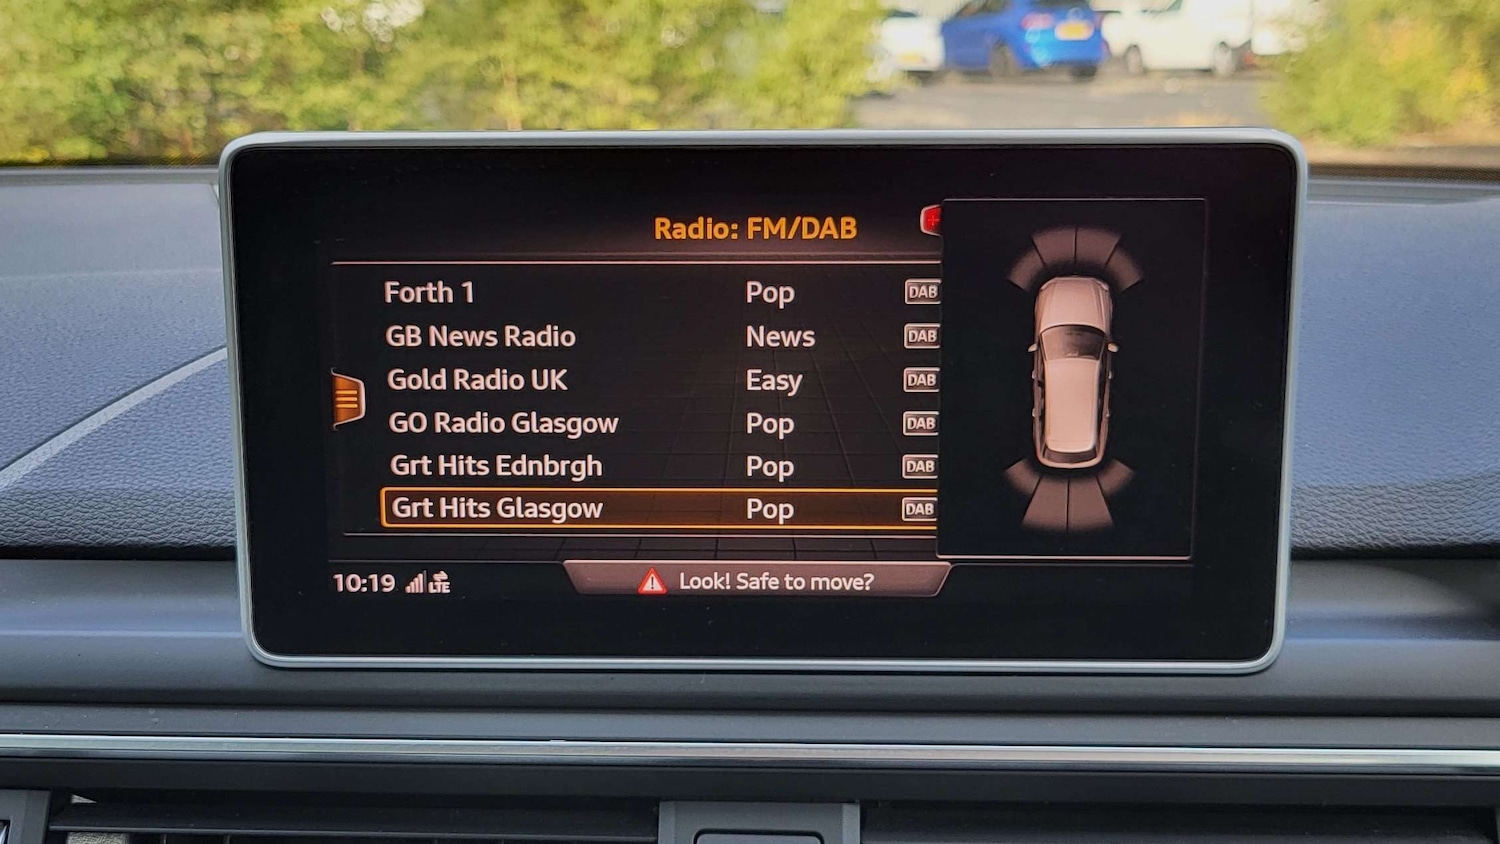 Radio: FM/DAB
Forth 1 Pop DAB
GB News Radio News DAB
Gold Radio UK Easy DAB
GO Radio Glasgow Pop DAB
Grt Hits Ednbrgh Pop DAB
Grt Hits Glasgow Pop DAB
10:19 LTE Look! Safe to move?